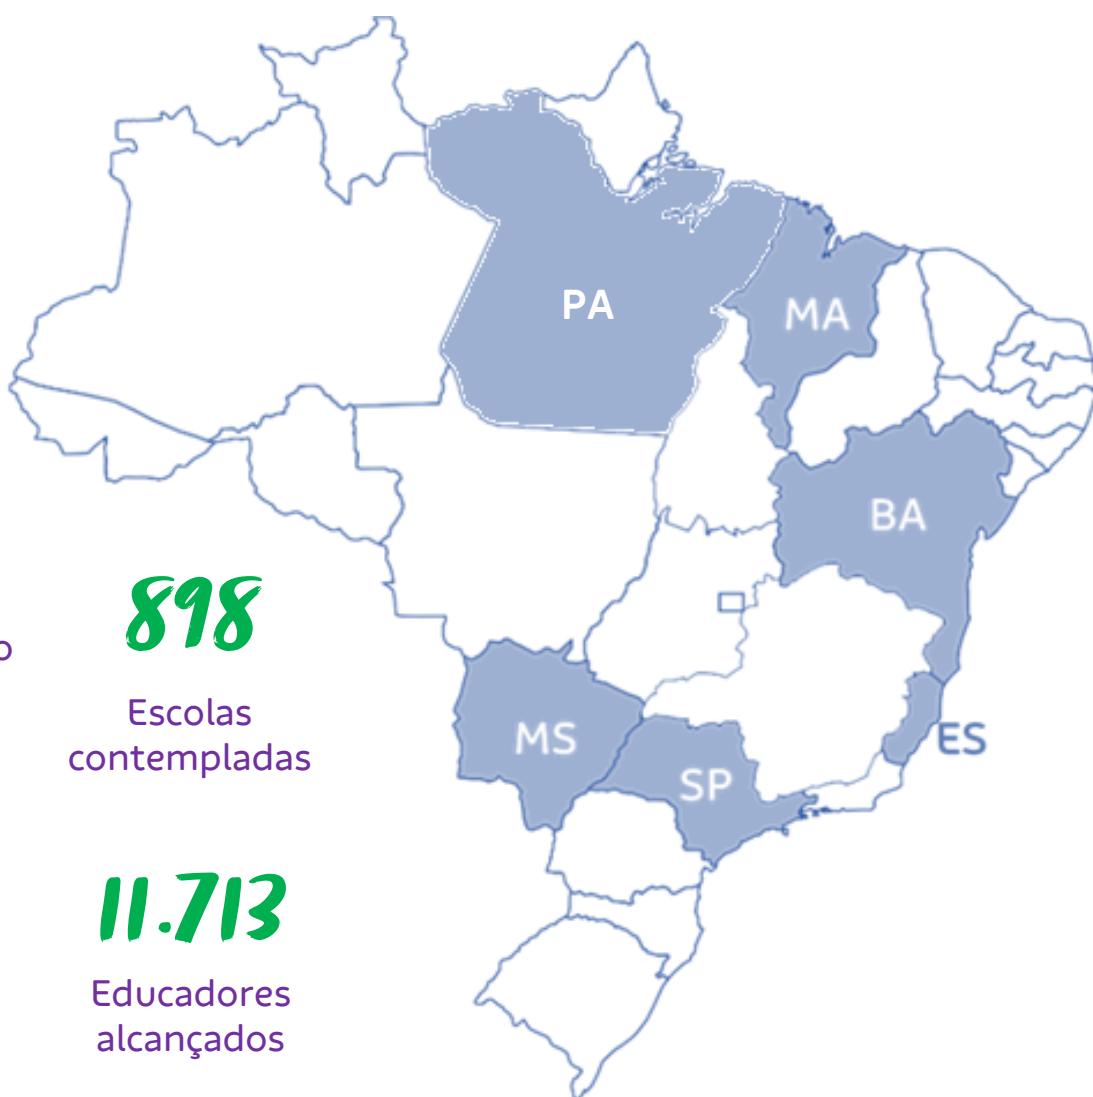 PA
MA
BA
MS
SP
ES
898
Escolas
contempladas
11.713
Educadores
alcançados